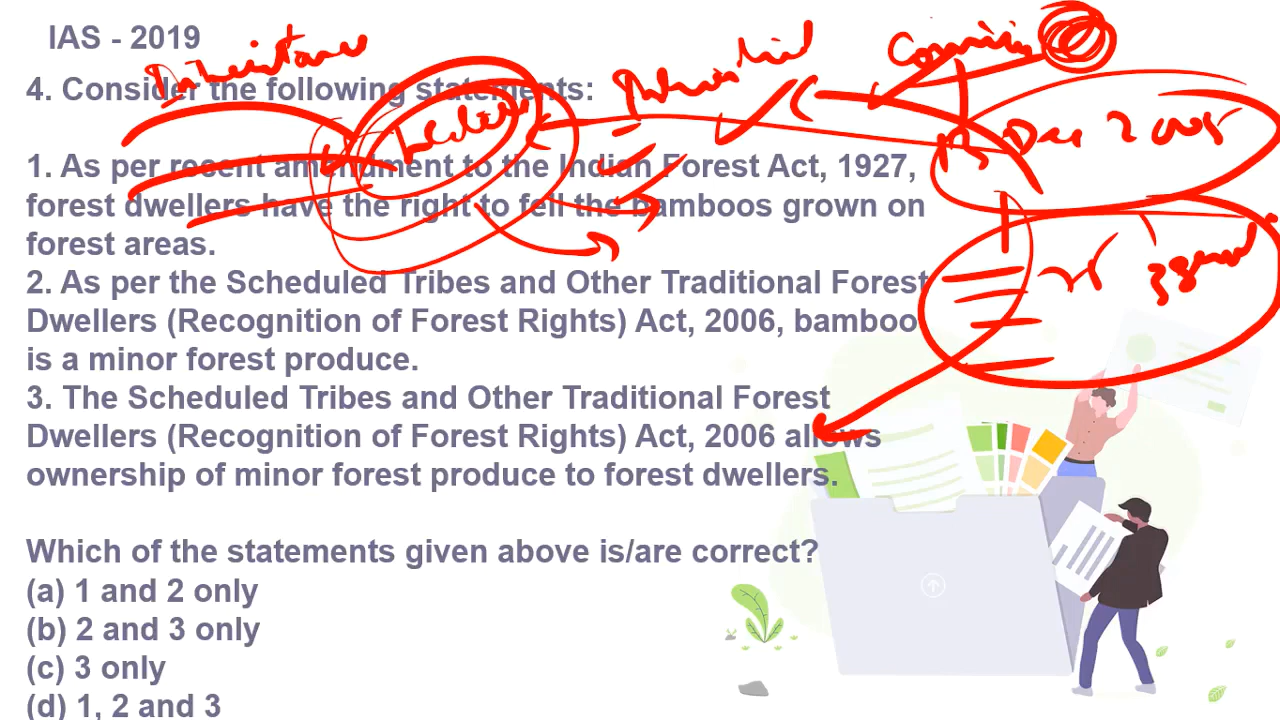 IAS - 2019
Inheritance
4. Consider the following statements:
13 Dec 2005
1. As per recent amendment to the Indian Forest Act, 1927,
forest dwellers have the right to fell the bamboos grown on
forest areas.
2. As per the Scheduled Tribes and Other Traditional Forest
Dwellers (Recognition of Forest Rights) Act, 2006, bamboo
is a minor forest produce.
3. The Scheduled Tribes and Other Traditional Forest
Dwellers (Recognition of Forest Rights) Act, 2006 allows
ownership of minor forest produce to forest dwellers.
Which of the statements given above is/are correct?
(a) 1 and 2 only
(b) 2 and 3 only
(c) 3 only
(d) 1, 2 and 3